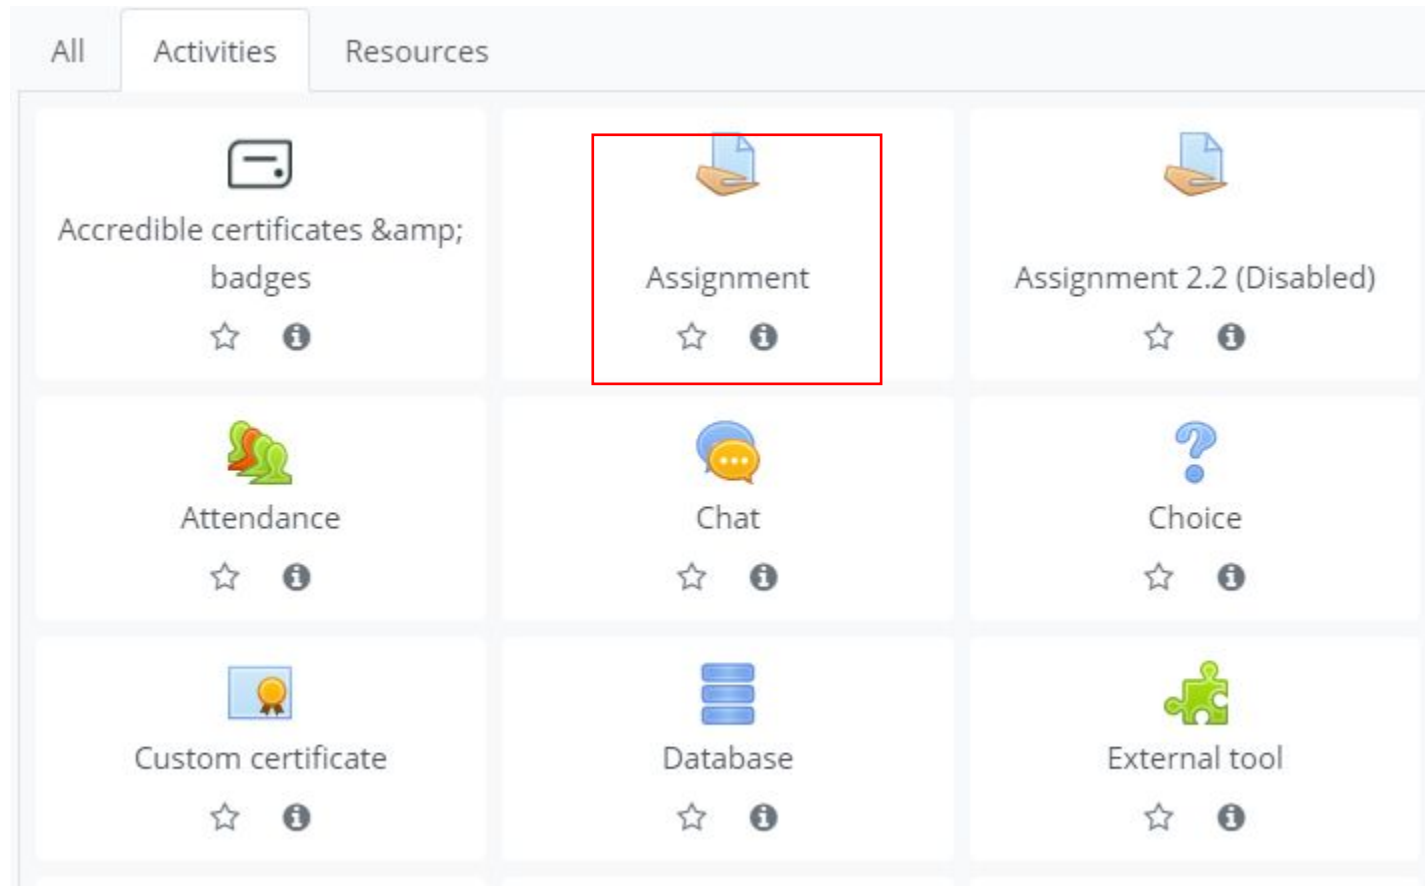 All Activities Resources
Accredible certificates &amp;amp;
badges
Assignment
Assignment 2.2 (Disabled)
Attendance
Chat
Choice
Custom certificate
Database
External tool